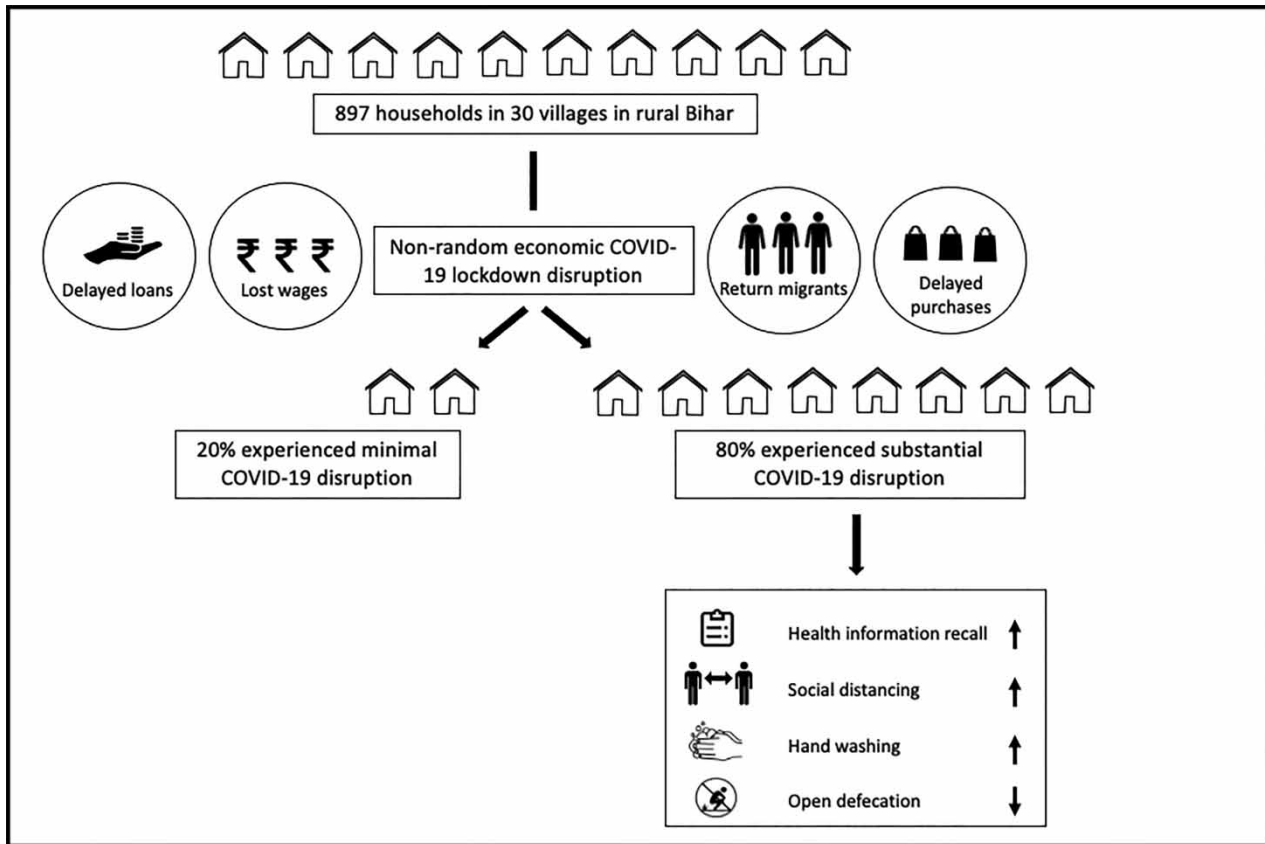 897 households in 30 villages in rural Bihar
Delayed loans
₹ ₹ ₹
Lost wages
Non-random economic COVID-
19 lockdown disruption
Return migrants
Delayed
purchases
20% experienced minimal
COVID-19 disruption
80% experienced substantial
COVID-19 disruption
Health information recall
Social distancing
Hand washing
Open defecation